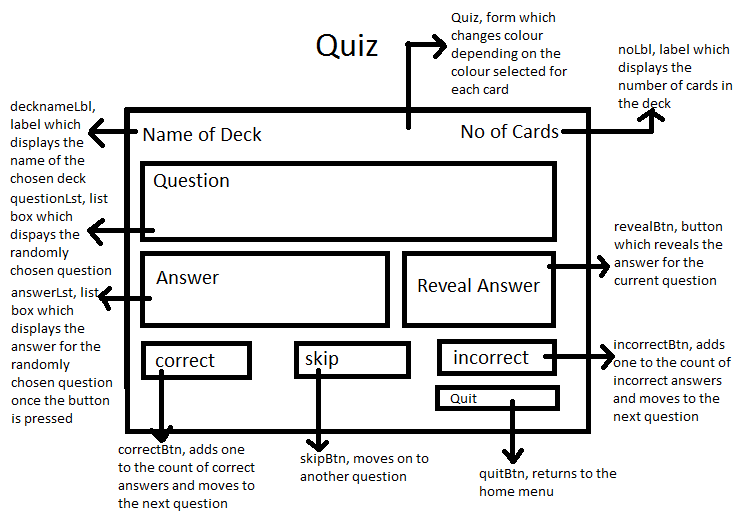 Quiz
Quiz, form which
changes colour
depending on the
colour selected for
each card
noLbl, label which
displays the
number of cards in
the deck
decknameLbl,
label which
displays the
name of the
chosen deck
Name of Deck
No of Cards
questionLst, list
box which
dispays the
randomly
chosen question
Question
revealBtn, button
which reveals the
answer for the
current question
answerLst, list
box which
displays the
answer for the
randomly
chosen question
once the button
is pressed
Answer
Reveal Answer
correct
skip
incorrect
Quit
incorrectBtn, adds
one to the count of
incorrect answers
and moves to the
next question
correctBtn, adds one
to the count of correct
answers and moves to
the next question
skipBtn, moves on to
another question
quitBtn, returns to the
home menu